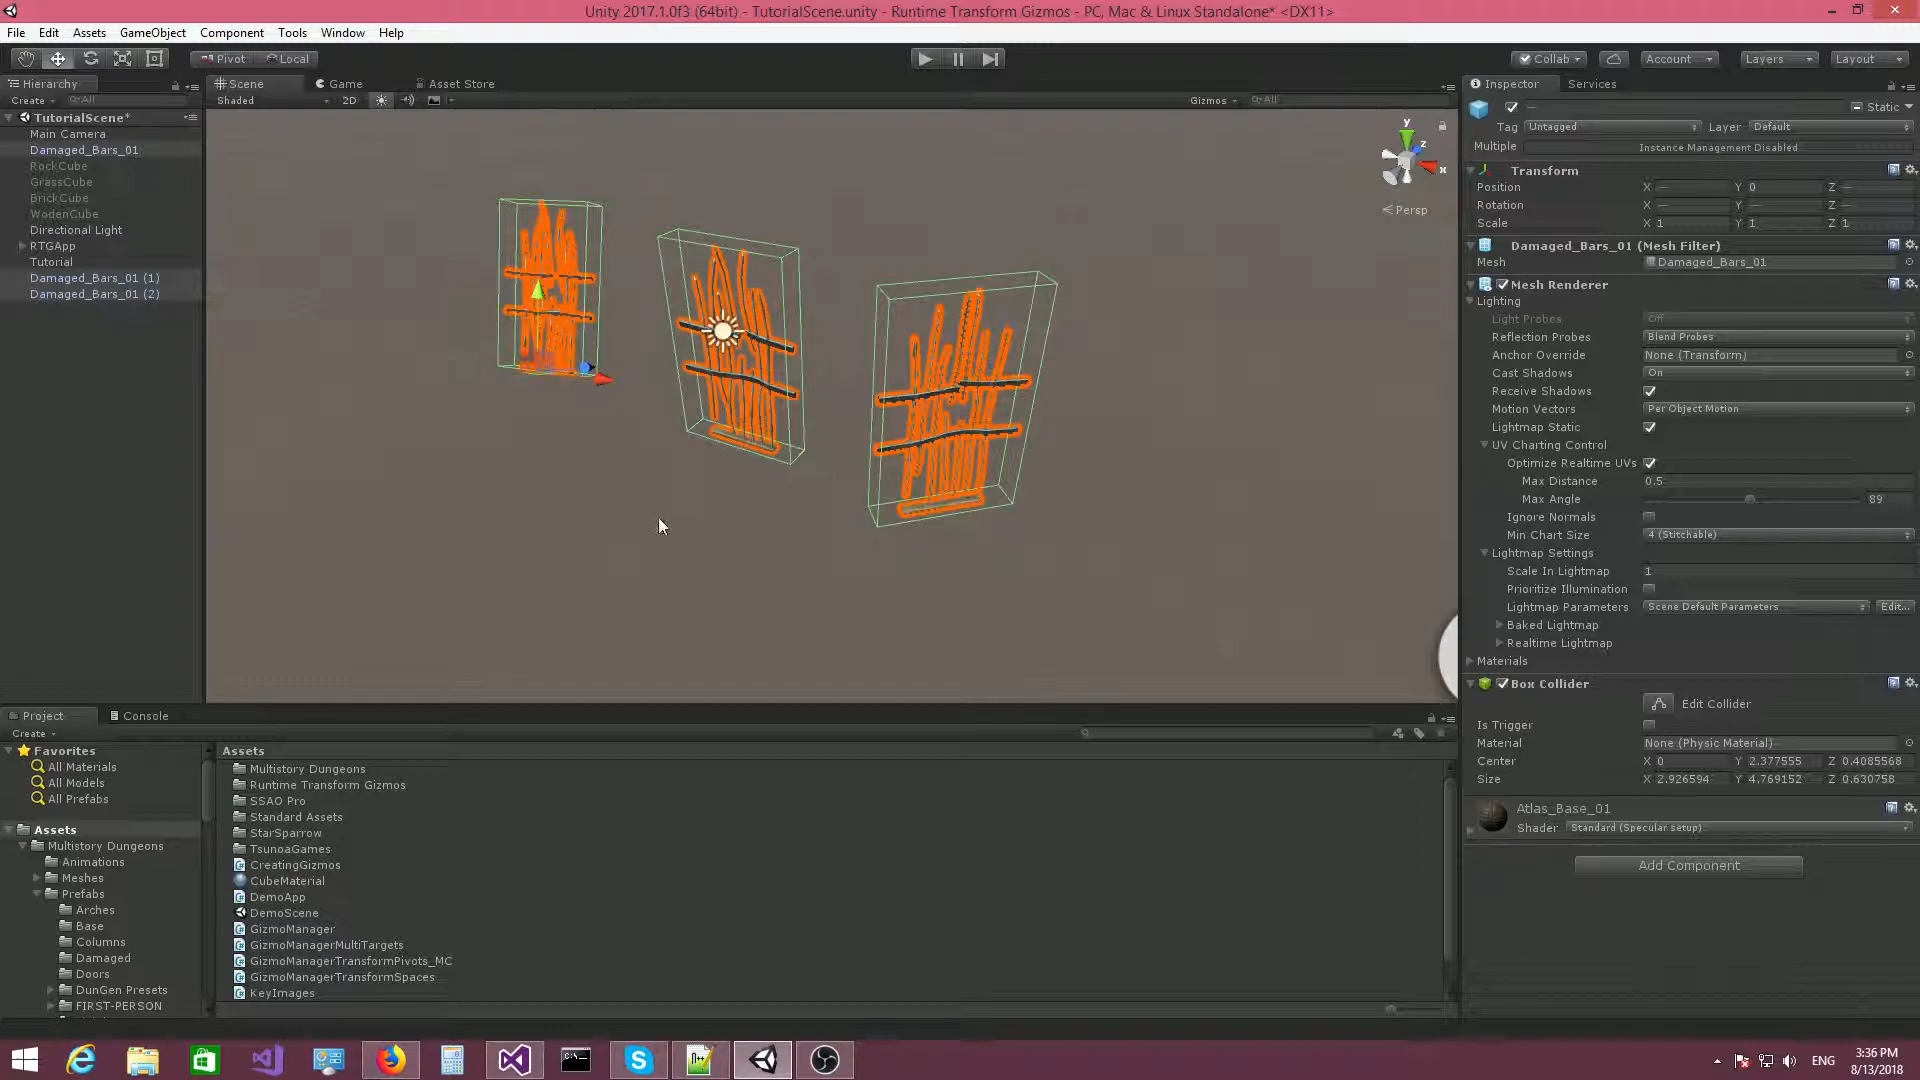 Unity 2017.1.0f3 (64bit) - TutorialScene.unity - Runtime Transform Gizmos - PC, Mac & Linux Standalone* <DX11>
File Edit Assets GameObject Component Tools Window Help
Pivot Local Collab Account Layers Layout
Hierarchy Scene Game Asset Store Inspector Services
Create All Shaded 2D Gizmos All
TutorialScene*
Main Camera
Damaged_Bars_01
RockCube
GrassCube
BrickCube
WodenCube
Directional Light
RTGApp
Tutorial
Damaged_Bars_01 (1)
Damaged_Bars_01 (2)
y
z
x
Persp
— Static
Tag Untagged Layer Default
Multiple Instance Management Disabled
Transform
Position X — Y 0 Z —
Rotation X — Y — Z —
Scale X 1 Y 1 Z 1
Damaged_Bars_01 (Mesh Filter)
Mesh Damaged_Bars_01
Mesh Renderer
Lighting
Light Probes Off
Reflection Probes Blend Probes
Anchor Override None (Transform)
Cast Shadows On
Receive Shadows
Motion Vectors Per Object Motion
Lightmap Static
UV Charting Control
Optimize Realtime UVs
Max Distance 0.5
Max Angle 89
Ignore Normals
Min Chart Size 4 (Stitchable)
Lightmap Settings
Scale In Lightmap 1
Prioritize Illumination
Lightmap Parameters Scene Default Parameters Edit...
Baked Lightmap
Realtime Lightmap
Materials
Box Collider
Edit Collider
Is Trigger
Material None (Physic Material)
Center X 0 Y 2.377555 Z 0.4085568
Size X 2.926594 Y 4.769152 Z 0.630758
Atlas_Base_01
Shader Standard (Specular setup)
Add Component
Project Console
Create
Favorites
All Materials
All Models
All Prefabs
Assets
Multistory Dungeons
Animations
Meshes
Prefabs
Arches
Base
Columns
Damaged
Doors
DunGen Presets
FIRST-PERSON
Assets
Multistory Dungeons
Runtime Transform Gizmos
SSAO Pro
Standard Assets
StarSparrow
TsunoaGames
CreatingGizmos
CubeMaterial
DemoApp
DemoScene
GizmoManager
GizmoManagerMultiTargets
GizmoManagerTransformPivots_MC
GizmoManagerTransformSpaces
KeyImages
ENG
3:36 PM
8/13/2018